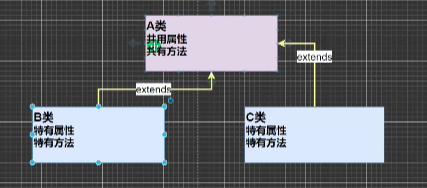 A类
共用属性
共有方法
extends
extends
B类
特有属性
特有方法
C类
特有属性
特有方法